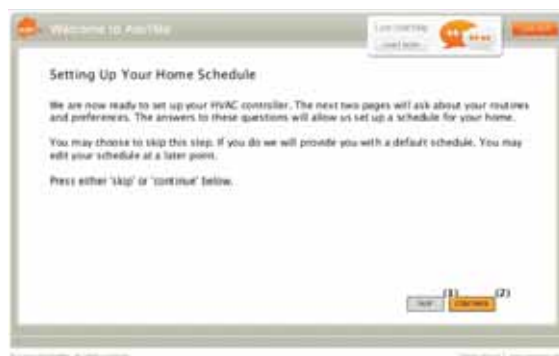 Welcome to
Setting Up Your Home Schedule
We are now ready to set up your HVAC controller. The next two pages will ask about your routines
and preferences. The answers to these questions will allow us set up a schedule for your home.
You may choose to skip this step. If you do we will provide you with a default schedule. You may
edit your schedule at a later point.
Press either 'skip' or 'continue' below.
(1) (2)
SKIP CONTINUE